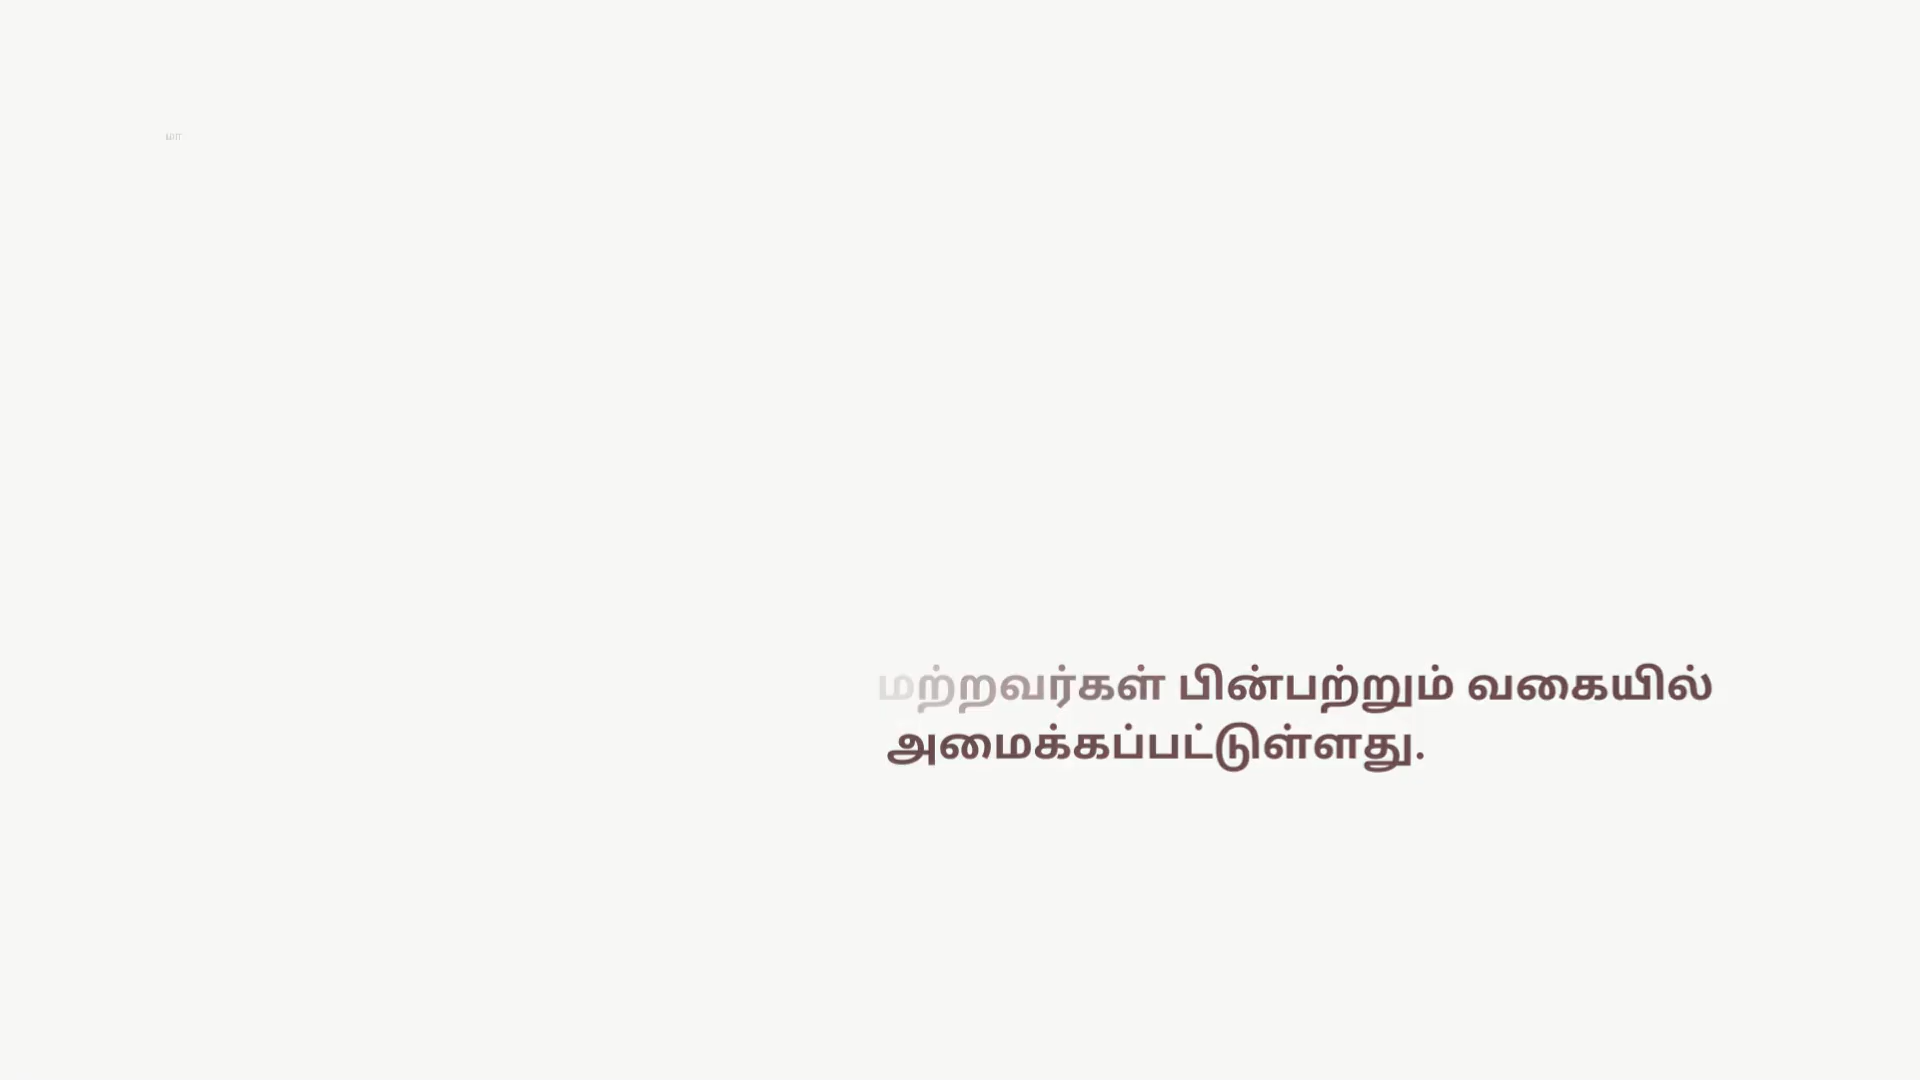 மற்றவர்கள் பின்பற்றும் வகையில்
அமைக்கப்பட்டுள்ளது.